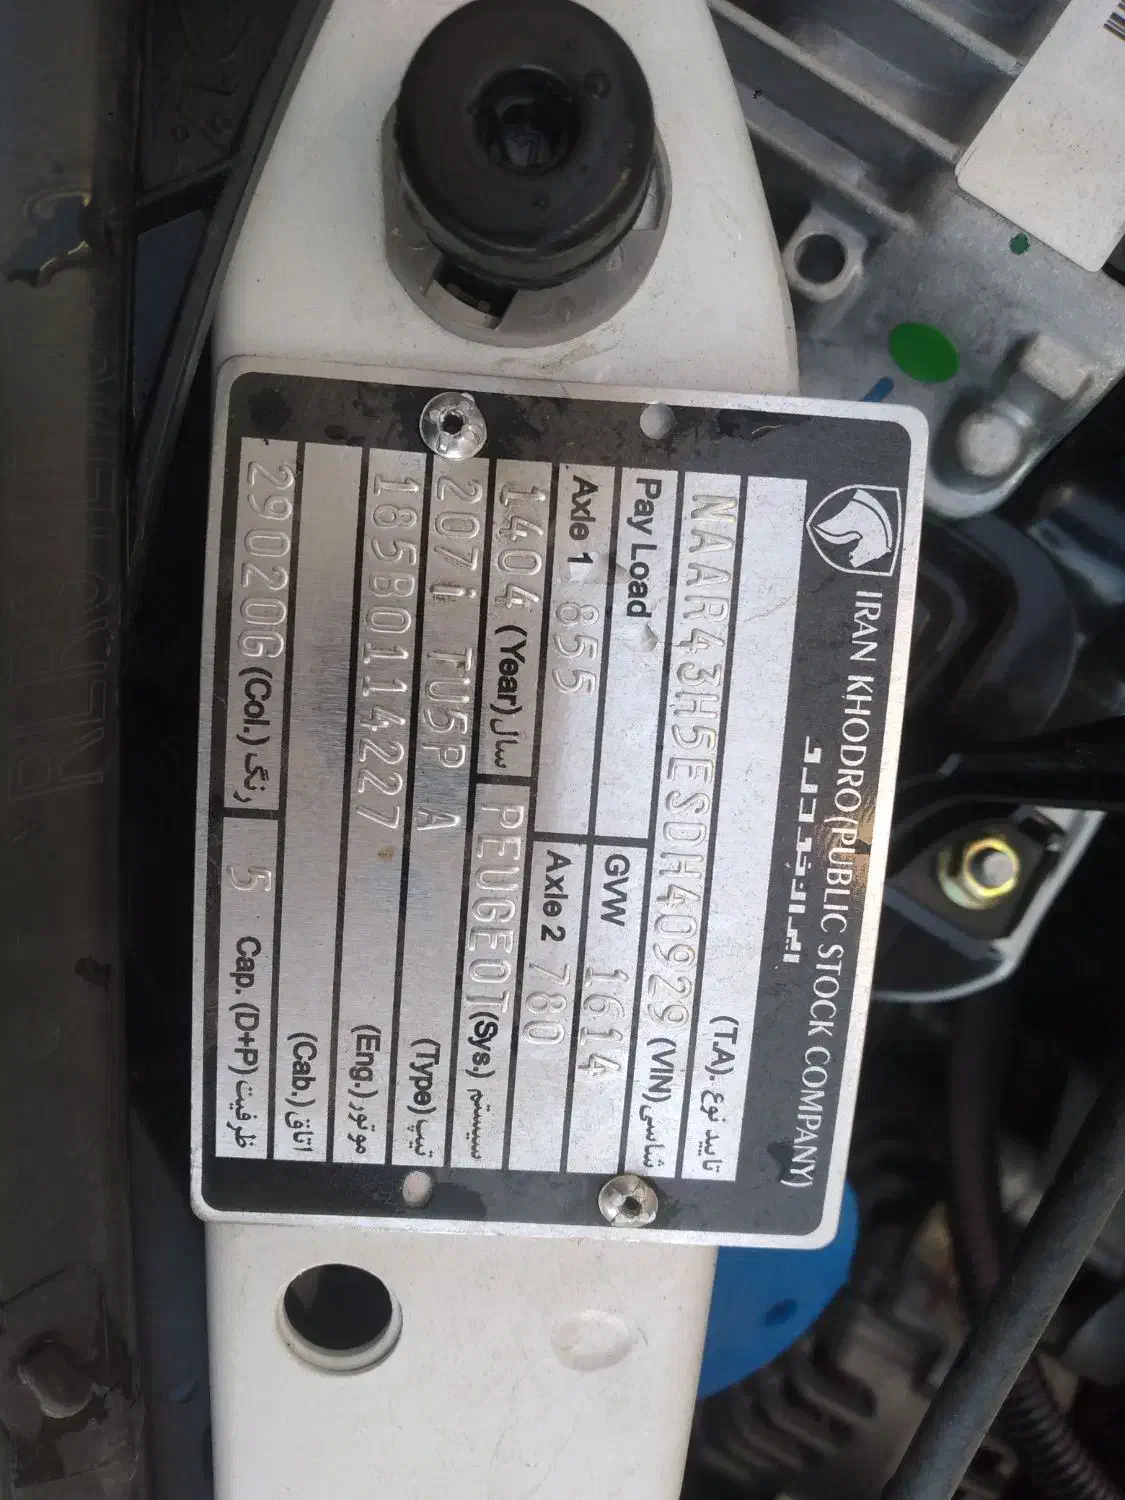 IRAN KHODRO (PUBLIC STOCK COMPANY)
ایران خودرو
تایید نوع .(T.A)
NAAR43H5ESDH40929 (VIN) شاسی
Pay Load GVW 1614
Axle 1 855 Axle 2 780
1404 (Year) سال PEUGEOT (Sys.) سیستم
207i TU5P A (Type) تیپ
185B0114227 (Eng.) موتور
(Cab.) اتاق
29020G (Col.) رنگ 5 Cap. (D+P) ظرفیت